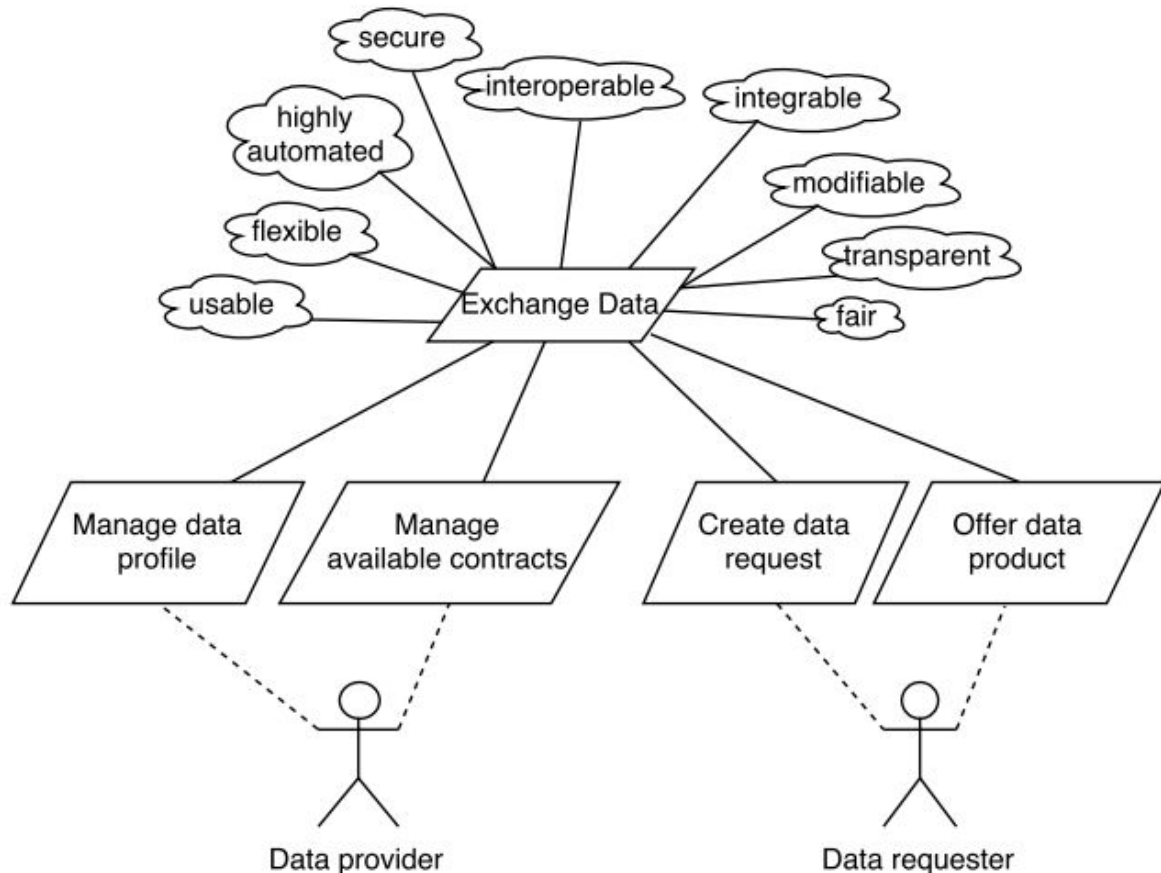 secure
interoperable
integrable
highly
automated
modifiable
flexible
transparent
usable
Exchange Data
fair
Manage data
profile
Manage
available contracts
Create data
request
Offer data
product
Data provider
Data requester